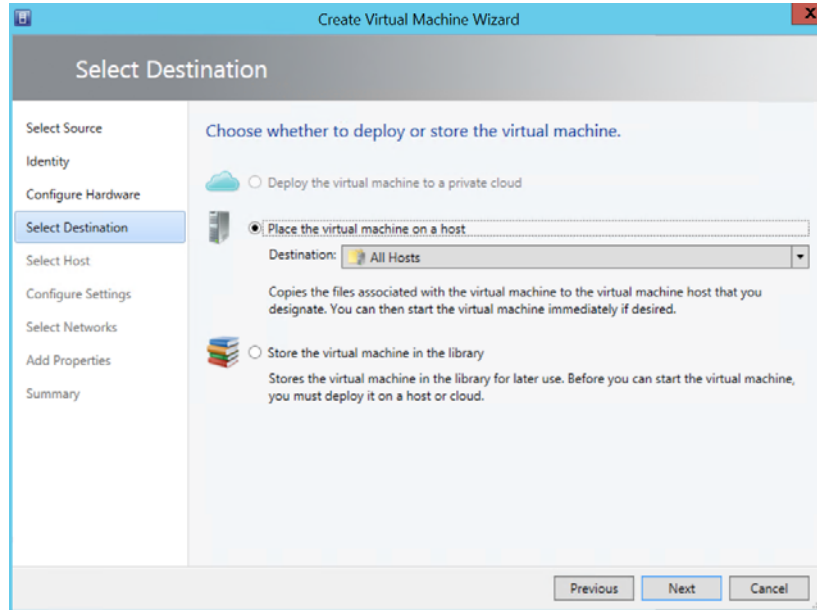 Create Virtual Machine Wizard
X
Select Destination
Select Source
Identity
Configure Hardware
Select Destination
Select Host
Configure Settings
Select Networks
Add Properties
Summary
Choose whether to deploy or store the virtual machine.
Deploy the virtual machine to a private cloud
Place the virtual machine on a host
Destination: All Hosts
Copies the files associated with the virtual machine to the virtual machine host that you
designate. You can then start the virtual machine immediately if desired.
Store the virtual machine in the library
Stores the virtual machine in the library for later use. Before you can start the virtual machine,
you must deploy it on a host or cloud.
Previous Next Cancel